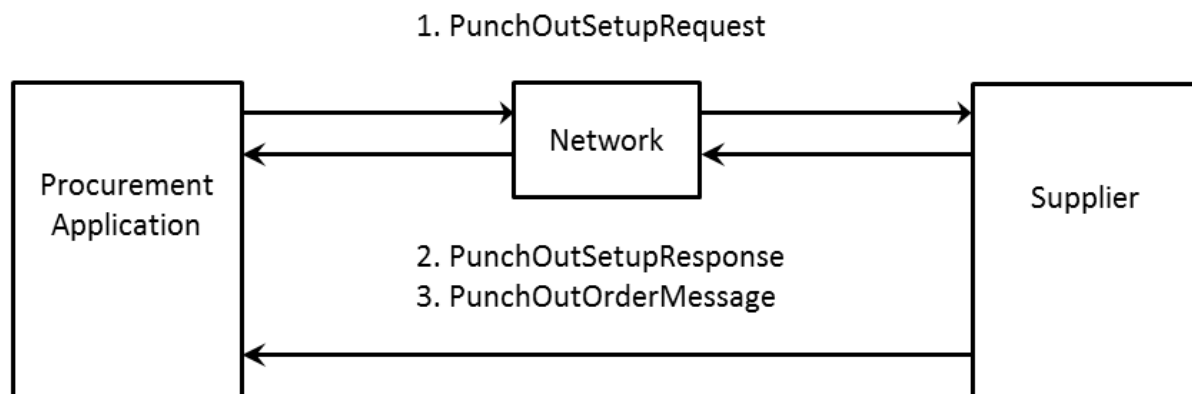 1. PunchOutSetupRequest
Network
Procurement
Application
Supplier
2. PunchOutSetupResponse
3. PunchOutOrderMessage